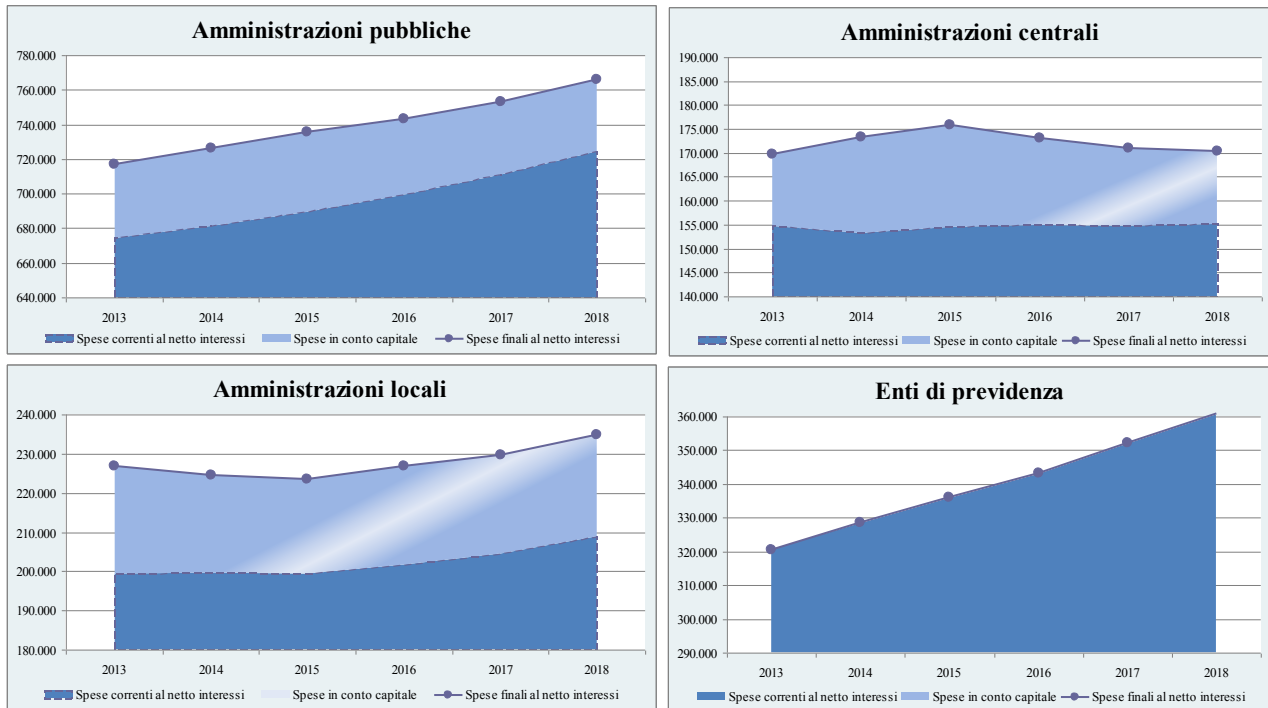 Amministrazioni pubbliche
780.000
760.000
740.000
720.000
700.000
680.000
660.000
640.000
2013 2014 2015 2016 2017 2018
Spese correnti al netto interessi Spese in conto capitale Spese finali al netto interessi
Amministrazioni centrali
190.000
185.000
180.000
175.000
170.000
165.000
160.000
155.000
150.000
145.000
140.000
2013 2014 2015 2016 2017 2018
Spese correnti al netto interessi Spese in conto capitale Spese finali al netto interessi
Amministrazioni locali
240.000
230.000
220.000
210.000
200.000
190.000
180.000
2013 2014 2015 2016 2017 2018
Spese correnti al netto interessi Spese in conto capitale Spese finali al netto interessi
Enti di previdenza
360.000
350.000
340.000
330.000
320.000
310.000
300.000
290.000
2013 2014 2015 2016 2017 2018
Spese correnti al netto interessi Spese in conto capitale Spese finali al netto interessi